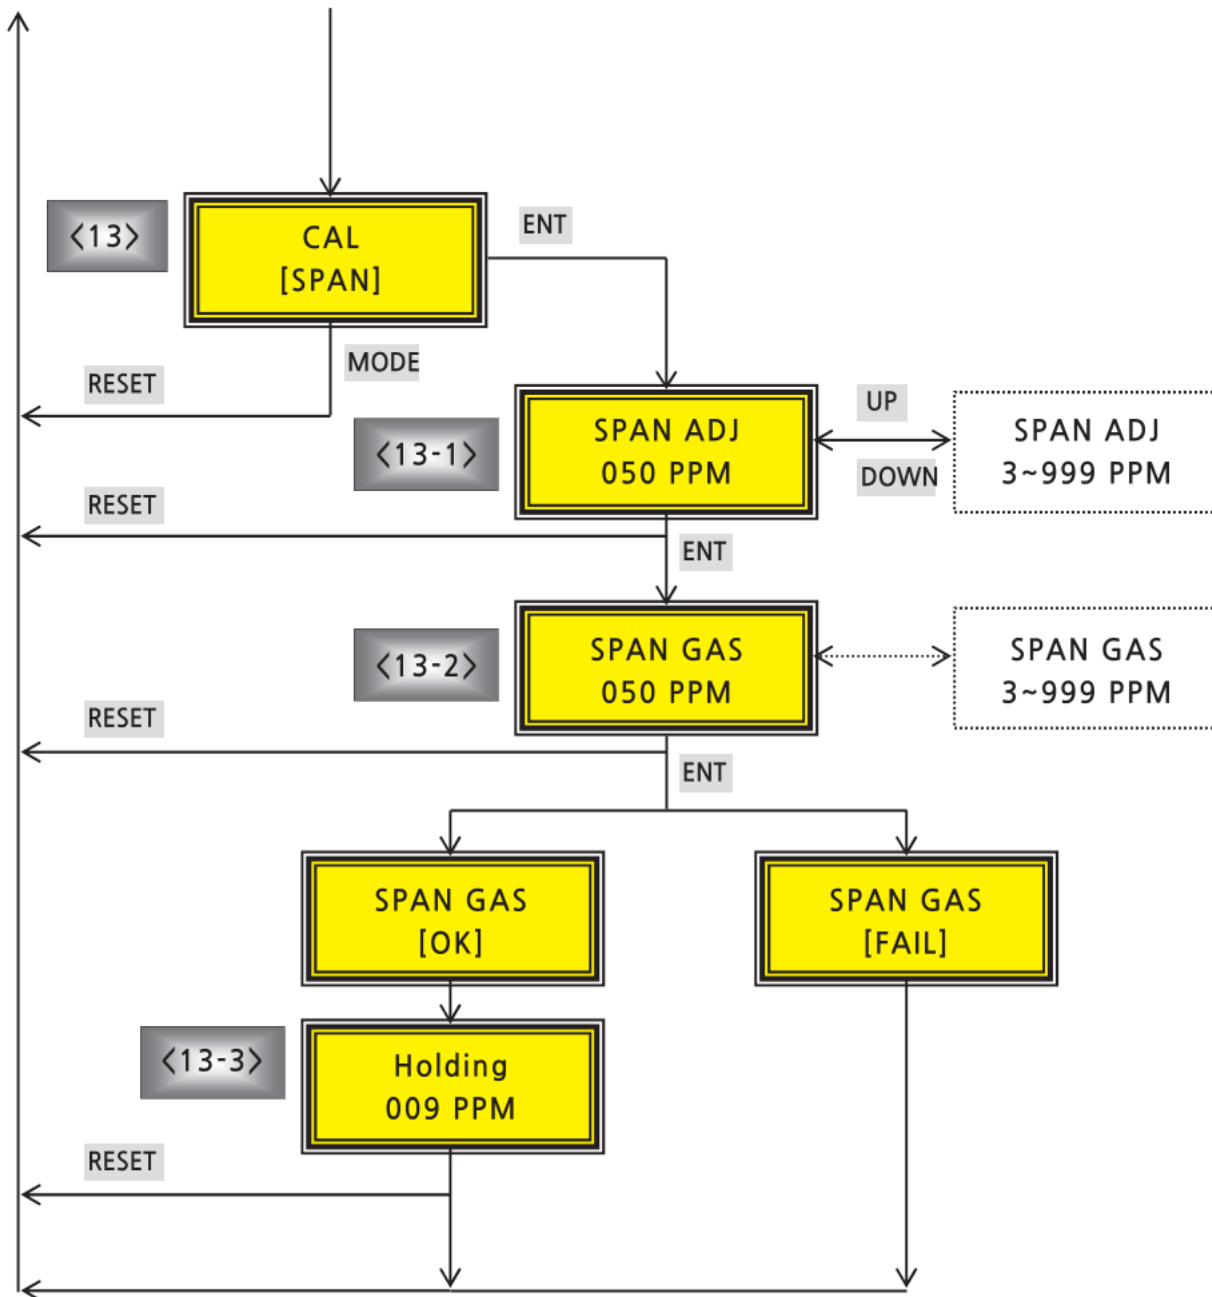 <13>
CAL
[SPAN]
ENT
MODE
RESET
<13-1>
SPAN ADJ
050 PPM
UP
DOWN
SPAN ADJ
3~999 PPM
RESET
ENT
<13-2>
SPAN GAS
050 PPM
SPAN GAS
3~999 PPM
RESET
ENT
SPAN GAS
[OK]
SPAN GAS
[FAIL]
<13-3>
Holding
009 PPM
RESET